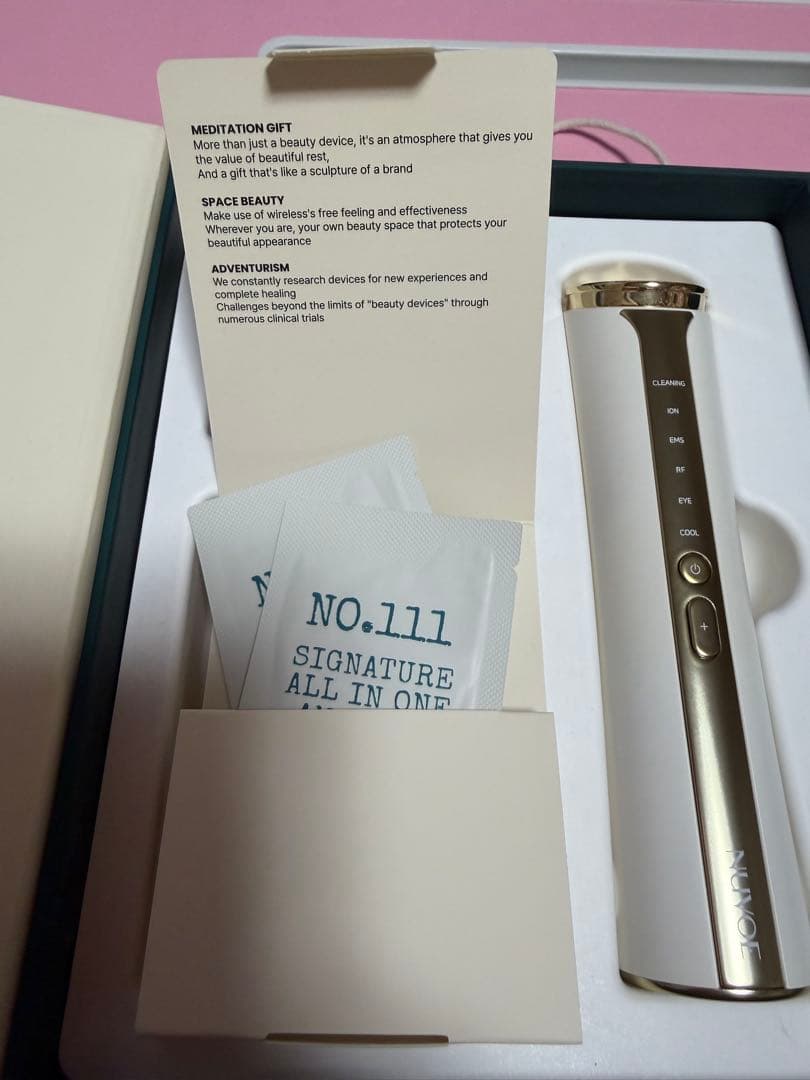 MEDITATION GIFT
More than just a beauty device, it's an atmosphere that gives you
the value of beautiful rest,
And a gift that's like a sculpture of a brand
SPACE BEAUTY
Make use of wireless's free feeling and effectiveness
Wherever you are, your own beauty space that protects your
beautiful appearance
ADVENTURISM
We constantly research devices for new experiences and
complete healing
Challenges beyond the limits of "beauty devices" through
numerous clinical trials
NO.111
SIGNATURE
ALL IN ONE
CLEANING
ION
EMS
RF
EYE
COOL
NUVOE